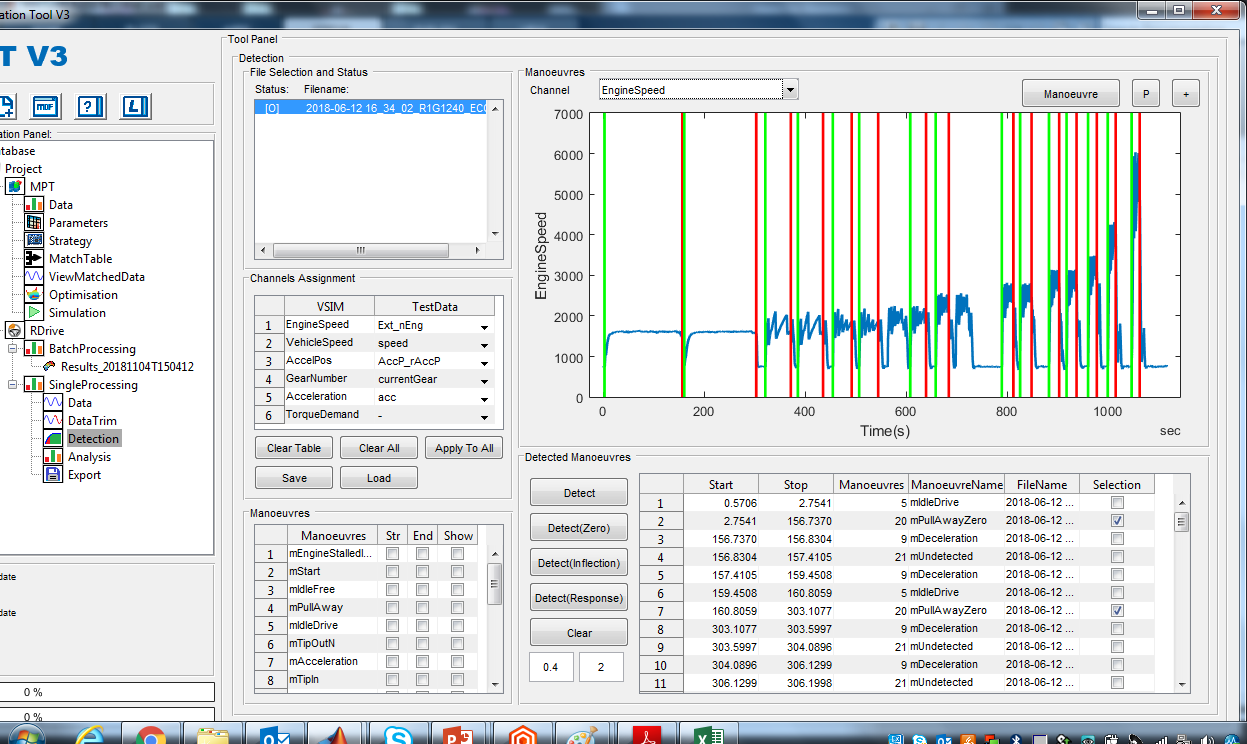 ation Tool V3
T V3
MDF
?
L
ation Panel:
tabase
Project
MPT
Data
Parameters
Strategy
MatchTable
ViewMatchedData
Optimisation
Simulation
RDrive
BatchProcessing
Results_20181104T150412
SingleProcessing
Data
DataTrim
Detection
Analysis
Export
date
date
0 %
0 %
Tool Panel
Detection
File Selection and Status
Status: Filename:
[O] 2018-06-12 16_34_02_R1G1240_ECO
Channels Assignment
VSIM TestData
1 EngineSpeed Ext_nEng
2 VehicleSpeed speed
3 AccelPos AccP_rAccP
4 GearNumber currentGear
5 Acceleration acc
6 TorqueDemand -
Clear Table Clear All Apply To All
Save Load
Manoeuvres
Manoeuvres Str End Show
1 mEngineStalledI...
2 mStart
3 mIdleFree
4 mPullAway
5 mIdleDrive
6 mTipOutN
7 mAcceleration
8 mTipIn
Manoeuvres
Channel EngineSpeed Manoeuvre P +
7000
6000
5000
4000
3000
2000
1000
0
EngineSpeed
0 200 400 600 800 1000
Time(s) sec
Detected Manoeuvres
Detect
Detect(Zero)
Detect(Inflection)
Detect(Response)
Clear
0.4 2
Start Stop Manoeuvres ManoeuvreName FileName Selection
1 0.5706 2.7541 5 mIdleDrive 2018-06-12 ...
2 2.7541 156.7370 20 mPullAwayZero 2018-06-12 ...
3 156.7370 156.8304 9 mDeceleration 2018-06-12 ...
4 156.8304 157.4105 21 mUndetected 2018-06-12 ...
5 157.4105 159.4508 9 mDeceleration 2018-06-12 ...
6 159.4508 160.8059 5 mIdleDrive 2018-06-12 ...
7 160.8059 303.1077 20 mPullAwayZero 2018-06-12 ...
8 303.1077 303.5997 9 mDeceleration 2018-06-12 ...
9 303.5997 304.0896 21 mUndetected 2018-06-12 ...
10 304.0896 306.1299 9 mDeceleration 2018-06-12 ...
11 306.1299 306.1998 21 mUndetected 2018-06-12 ...